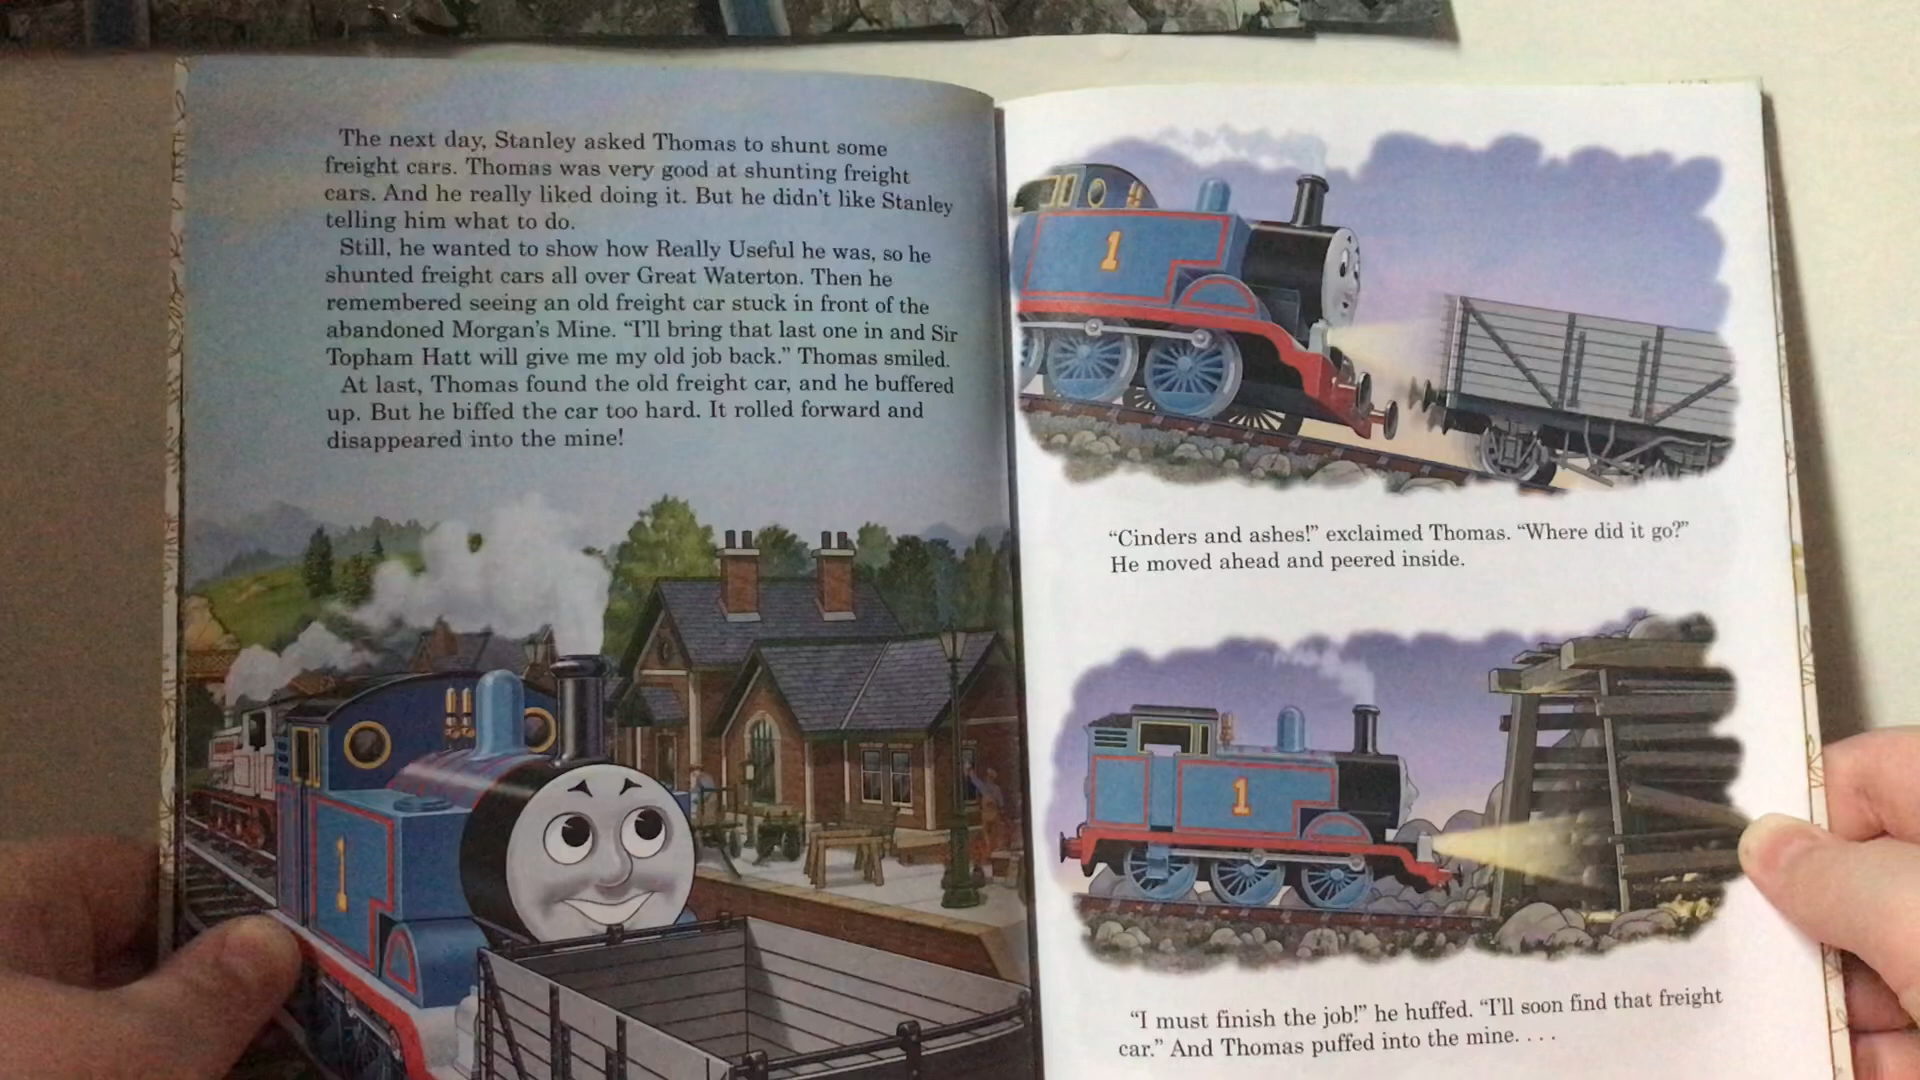 The next day, Stanley asked Thomas to shunt some
freight cars. Thomas was very good at shunting freight
cars. And he really liked doing it. But he didn't like Stanley
telling him what to do.
Still, he wanted to show how Really Useful he was, so he
shunted freight cars all over Great Waterton. Then he
remembered seeing an old freight car stuck in front of the
abandoned Morgan's Mine. “I'll bring that last one in and Sir
Topham Hatt will give me my old job back.” Thomas smiled.
At last, Thomas found the old freight car, and he buffered
up. But he biffed the car too hard. It rolled forward and
disappeared into the mine!
1
1
“Cinders and ashes!” exclaimed Thomas. “Where did it go?”
He moved ahead and peered inside.
1
“I must finish the job!” he huffed. “I'll soon find that freight
car.” And Thomas puffed into the mine. . . .